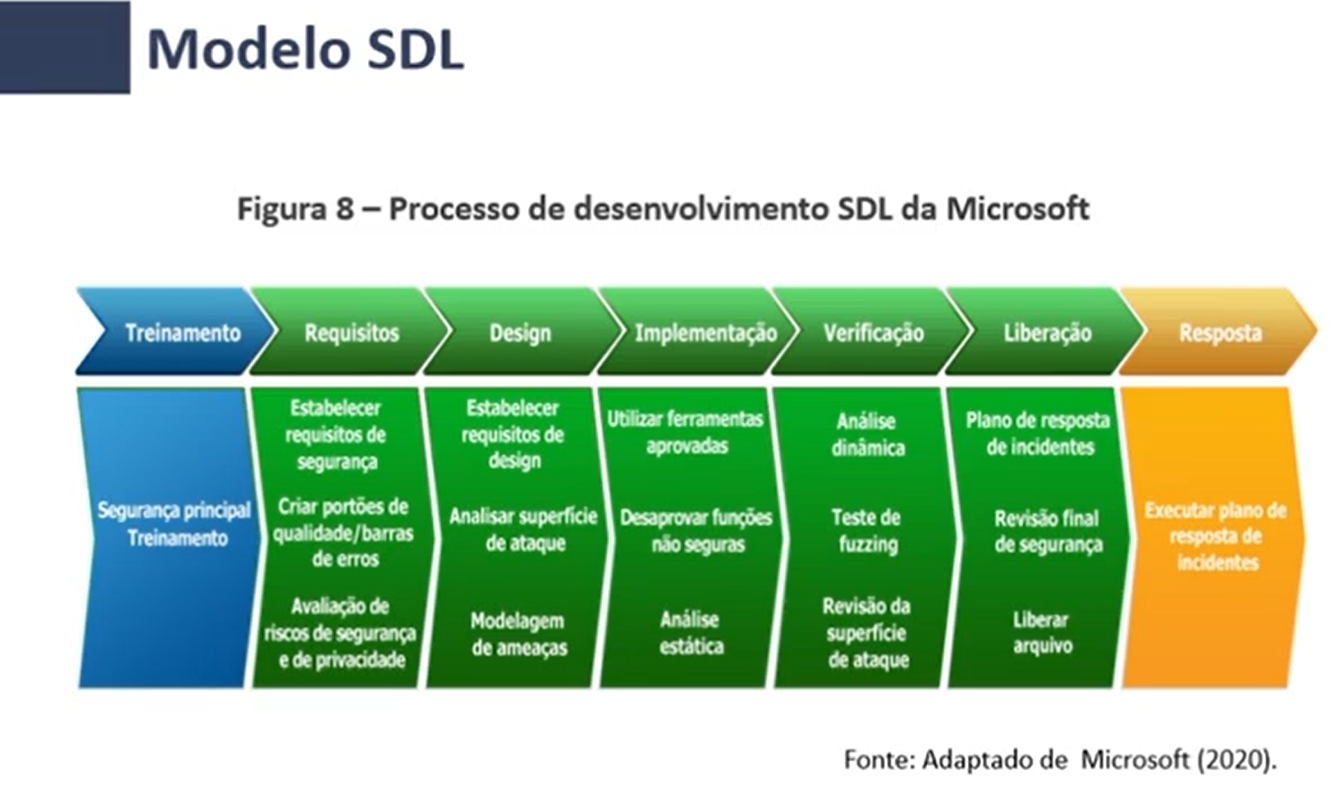 Modelo SDL
Figura 8 – Processo de desenvolvimento SDL da Microsoft
Treinamento
Requisitos
Design
Implementação
Verificação
Liberação
Resposta
Segurança principal
Treinamento
Estabelecer
requisitos de
segurança
Criar portões de
qualidade/barras
de erros
Avaliação de
riscos de segurança
e de privacidade
Estabelecer
requisitos de
design
Analisar superfície
de ataque
Modelagem
de ameaças
Utilizar ferramentas
aprovadas
Desaprovar funções
não seguras
Análise
estática
Análise
dinâmica
Teste de
fuzzing
Revisão da
superfície
de ataque
Plano de resposta
de incidentes
Revisão final
de segurança
Liberar
arquivo
Executar plano de
resposta de
incidentes
Fonte: Adaptado de Microsoft (2020).